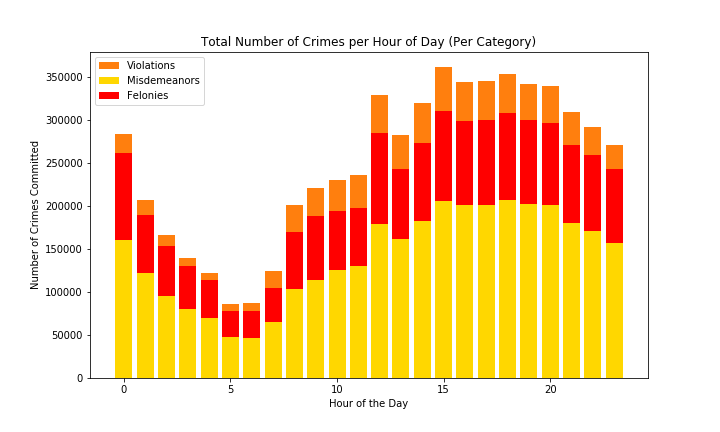 Total Number of Crimes per Hour of Day (Per Category)
Violations
Misdemeanors
Felonies
350000
300000
250000
200000
150000
100000
50000
0
Number of Crimes Committed
0 5 10 15 20
Hour of the Day